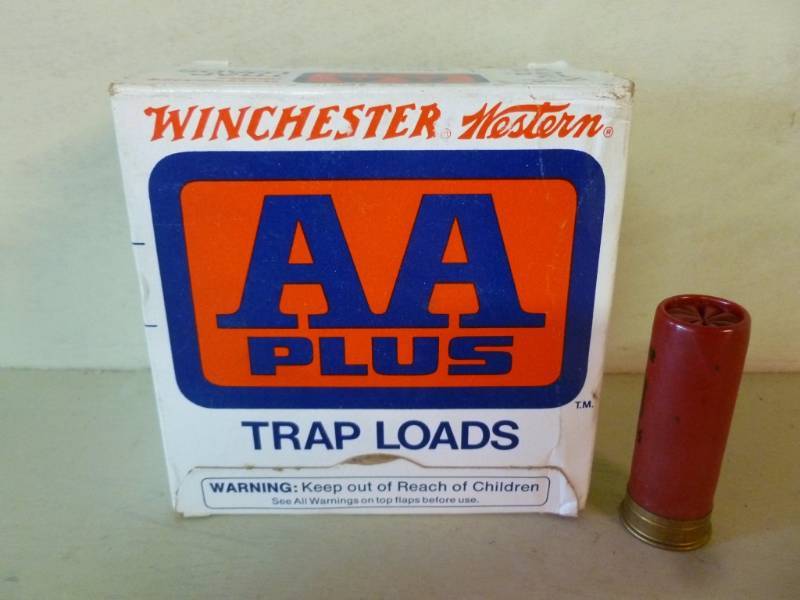 WINCHESTER® Western®
AA
PLUS
T.M.
TRAP LOADS
WARNING: Keep out of Reach of Children
See All Warnings on top flaps before use.